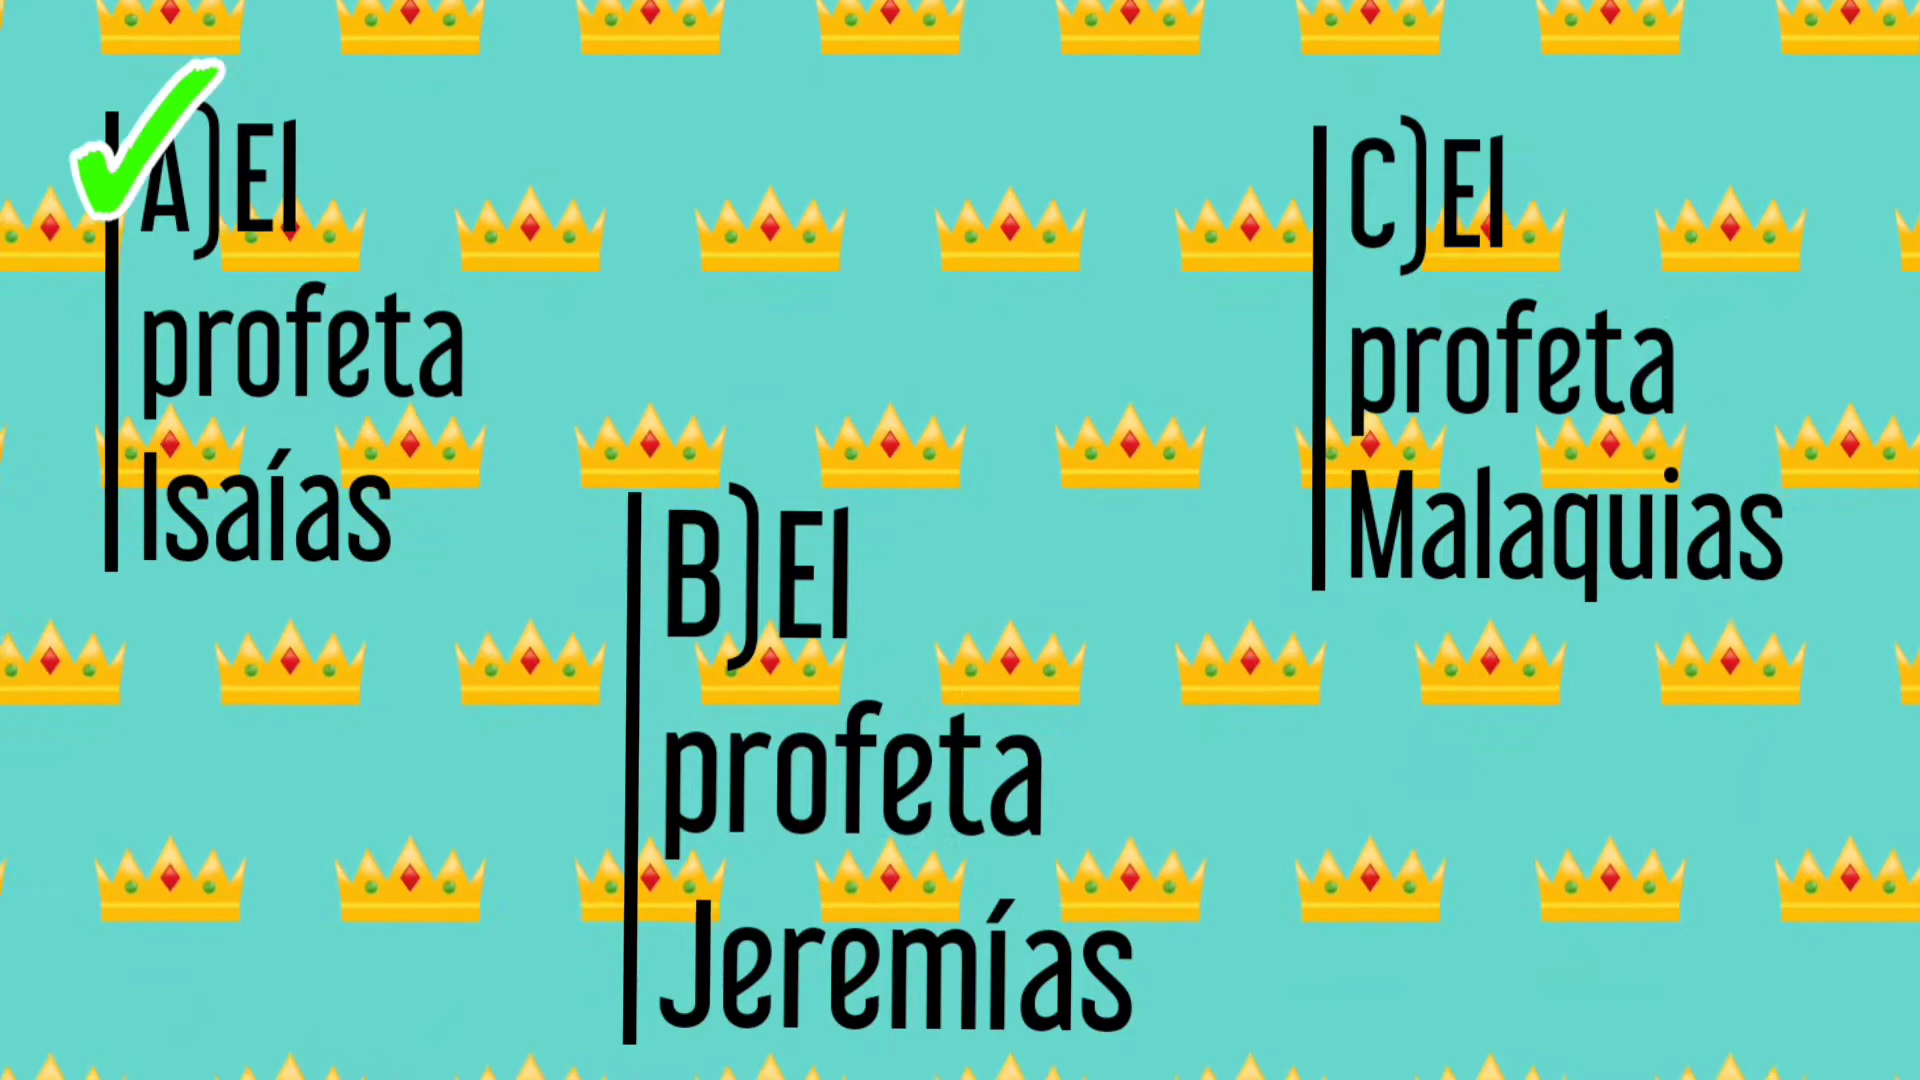 A)El
profeta
Isaías
B)El
profeta
Jeremías
C)El
profeta
Malaquias